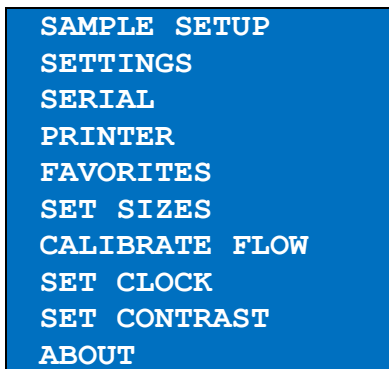 SAMPLE SETUP
SETTINGS
SERIAL
PRINTER
FAVORITES
SET SIZES
CALIBRATE FLOW
SET CLOCK
SET CONTRAST
ABOUT